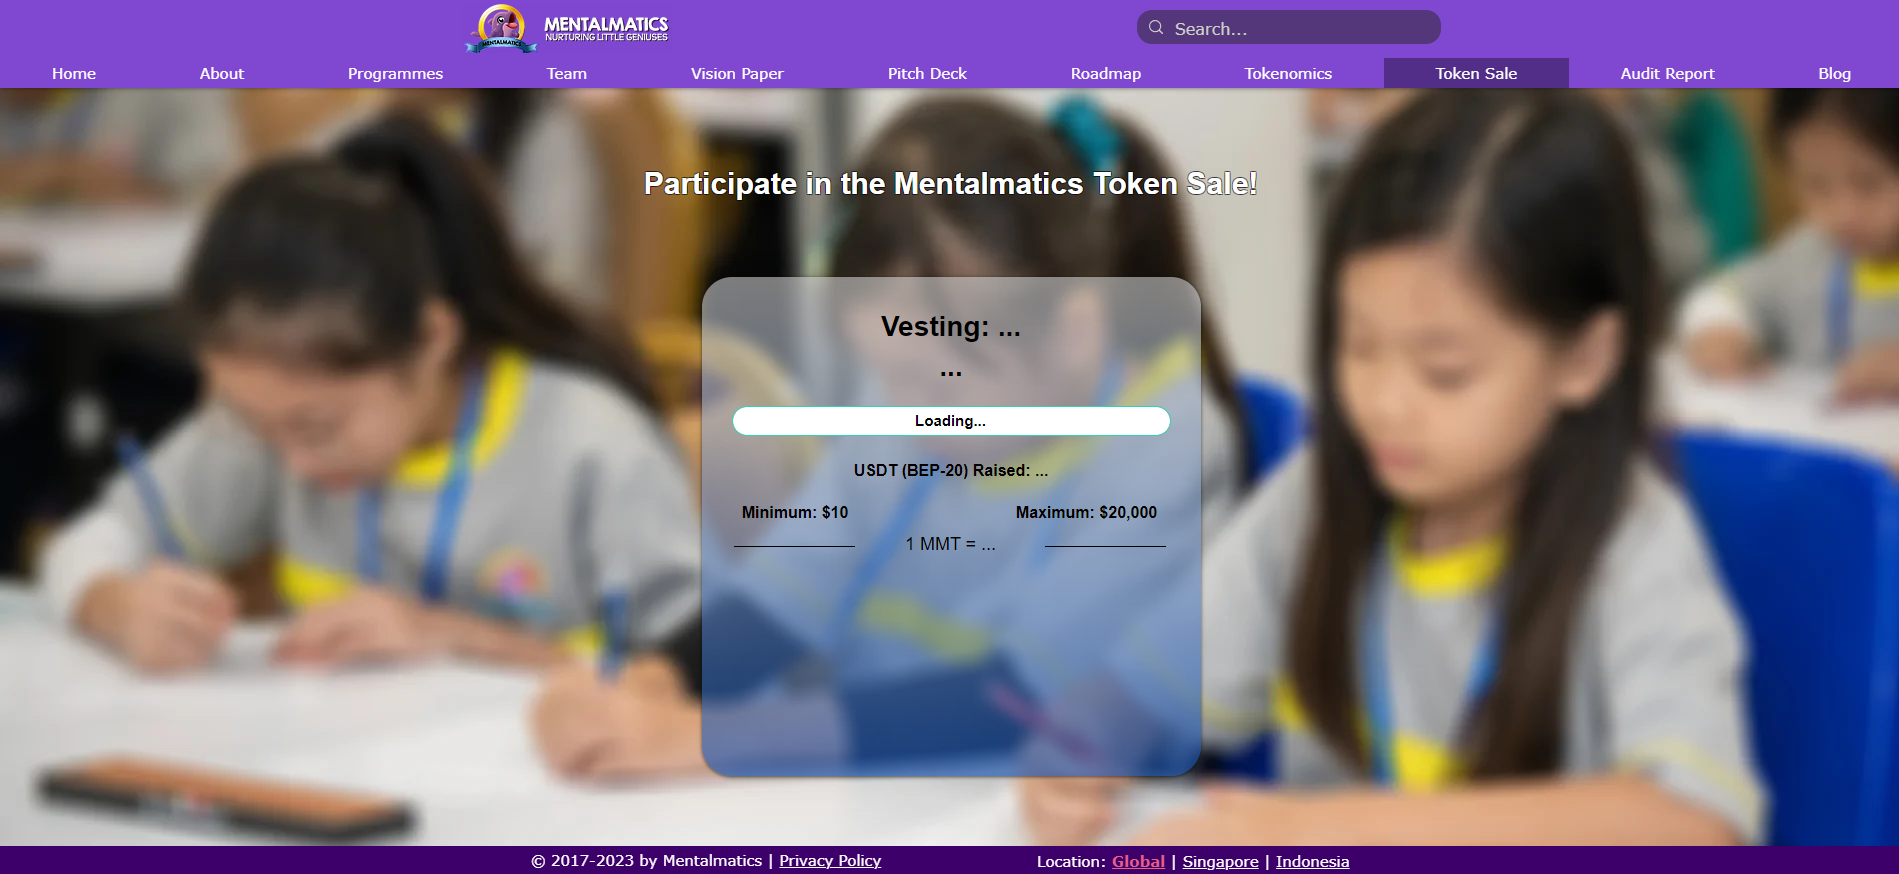 MENTALMATICS
MENTALMATICS
NURTURING LITTLE GENIUSES
Search...
Home
About
Programmes
Team
Vision Paper
Pitch Deck
Roadmap
Tokenomics
Token Sale
Audit Report
Blog
Participate in the Mentalmatics Token Sale!
Vesting: ...
...
Loading...
USDT (BEP-20) Raised: ...
Minimum: $10
Maximum: $20,000
1 MMT = ...
© 2017-2023 by Mentalmatics | Privacy Policy
Location: Global | Singapore | Indonesia